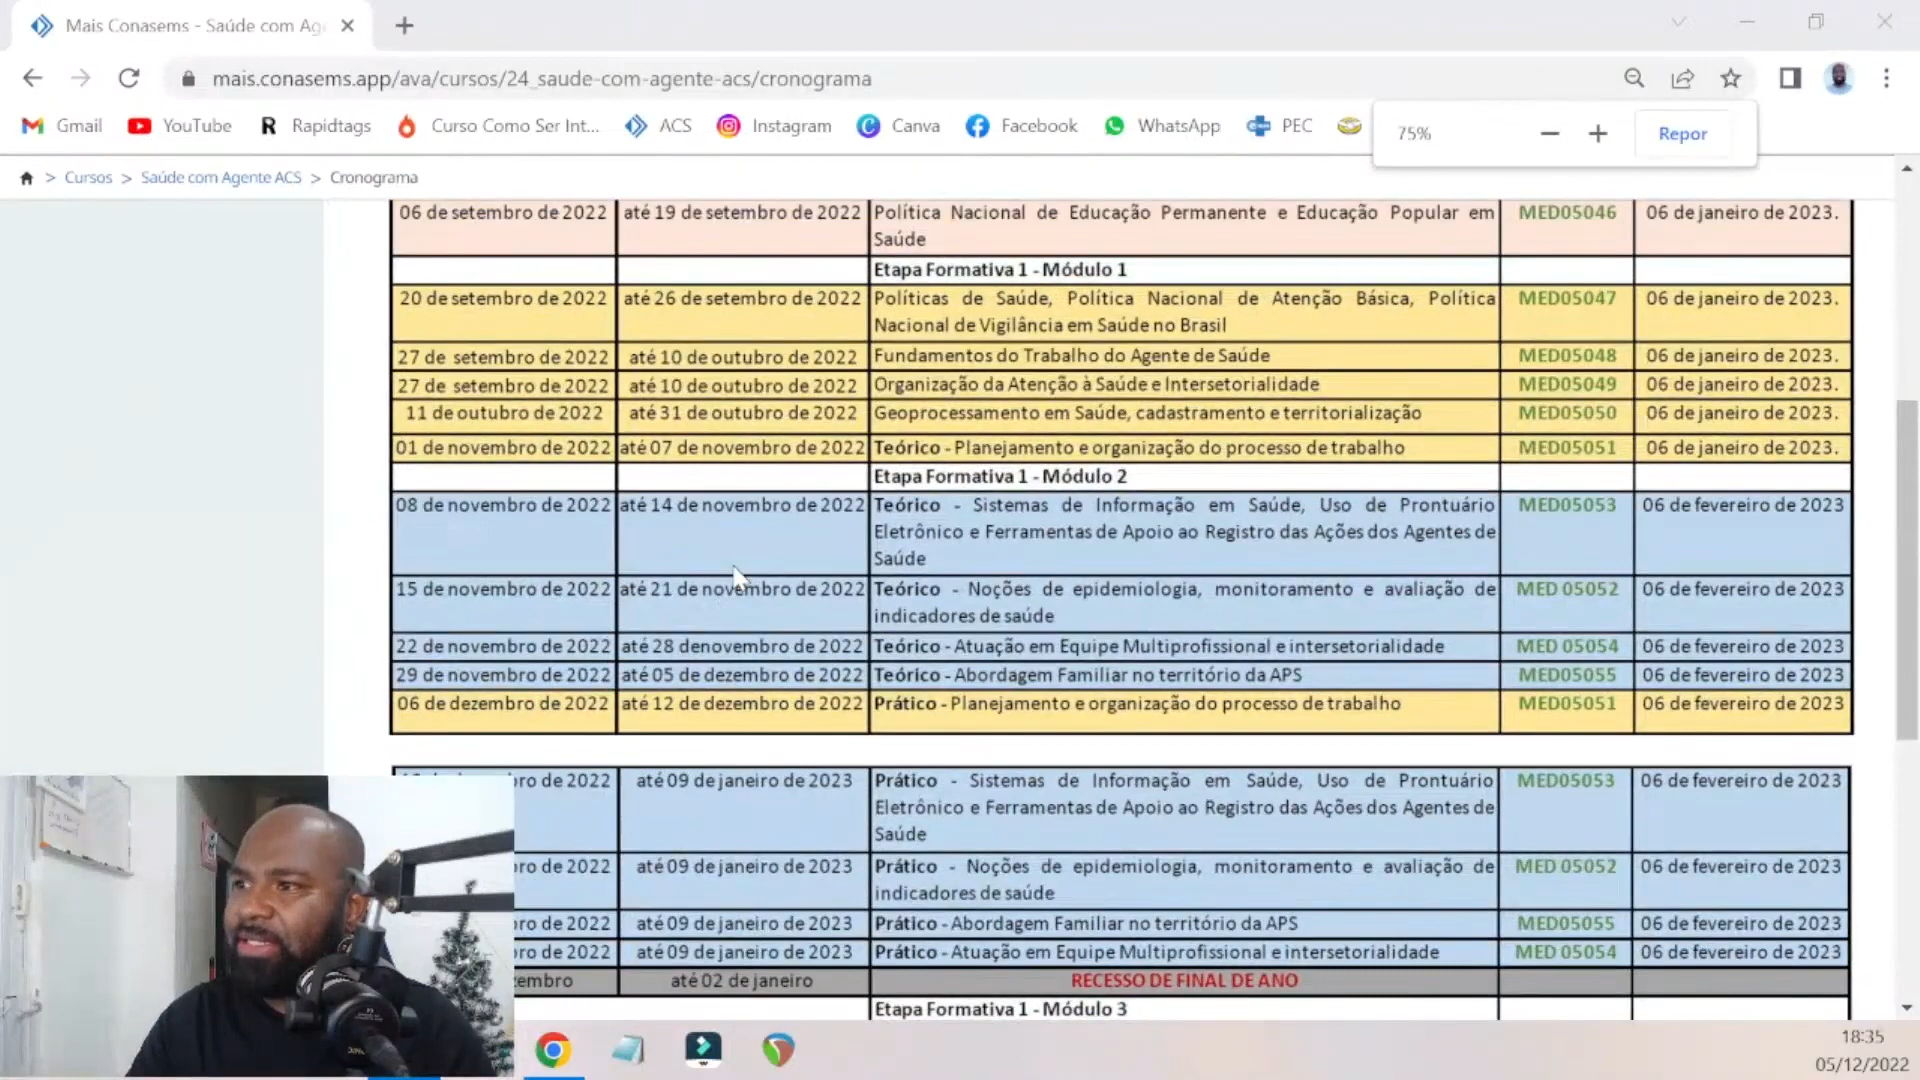 Mais Conasems - Saúde com Ag
mais.conasems.app/ava/cursos/24_saude-com-agente-acs/cronograma
Gmail YouTube Rapidtags Curso Como Ser Int... ACS Instagram Canva Facebook WhatsApp PEC
75% Repor
> Cursos > Saúde com Agente ACS > Cronograma
06 de setembro de 2022 até 19 de setembro de 2022 Política Nacional de Educação Permanente e Educação Popular em MED05046 06 de janeiro de 2023.
Saúde
Etapa Formativa 1 - Módulo 1
20 de setembro de 2022 até 26 de setembro de 2022 Políticas de Saúde, Política Nacional de Atenção Básica, Política MED05047 06 de janeiro de 2023.
Nacional de Vigilância em Saúde no Brasil
27 de setembro de 2022 até 10 de outubro de 2022 Fundamentos do Trabalho do Agente de Saúde MED05048 06 de janeiro de 2023.
27 de setembro de 2022 até 10 de outubro de 2022 Organização da Atenção à Saúde e Intersetorialidade MED05049 06 de janeiro de 2023.
11 de outubro de 2022 até 31 de outubro de 2022 Geoprocessamento em Saúde, cadastramento e territorialização MED05050 06 de janeiro de 2023.
01 de novembro de 2022 até 07 de novembro de 2022 Teórico - Planejamento e organização do processo de trabalho MED05051 06 de janeiro de 2023.
Etapa Formativa 1 - Módulo 2
08 de novembro de 2022 até 14 de novembro de 2022 Teórico - Sistemas de Informação em Saúde, Uso de Prontuário MED05053 06 de fevereiro de 2023
Eletrônico e Ferramentas de Apoio ao Registro das Ações dos Agentes de
Saúde
15 de novembro de 2022 até 21 de novembro de 2022 Teórico - Noções de epidemiologia, monitoramento e avaliação de MED 05052 06 de fevereiro de 2023
indicadores de saúde
22 de novembro de 2022 até 28 denovembro de 2022 Teórico - Atuação em Equipe Multiprofissional e intersetorialidade MED 05054 06 de fevereiro de 2023
29 de novembro de 2022 até 05 de dezembro de 2022 Teórico - Abordagem Familiar no território da APS MED05055 06 de fevereiro de 2023
06 de dezembro de 2022 até 12 de dezembro de 2022 Prático - Planejamento e organização do processo de trabalho MED05051 06 de fevereiro de 2023
bro de 2022 até 09 de janeiro de 2023 Prático - Sistemas de Informação em Saúde, Uso de Prontuário MED05053 06 de fevereiro de 2023
Eletrônico e Ferramentas de Apoio ao Registro das Ações dos Agentes de
Saúde
ro de 2022 até 09 de janeiro de 2023 Prático - Noções de epidemiologia, monitoramento e avaliação de MED 05052 06 de fevereiro de 2023
indicadores de saúde
ro de 2022 até 09 de janeiro de 2023 Prático - Abordagem Familiar no território da APS MED05055 06 de fevereiro de 2023
ro de 2022 até 09 de janeiro de 2023 Prático - Atuação em Equipe Multiprofissional e intersetorialidade MED 05054 06 de fevereiro de 2023
zembro até 02 de janeiro RECESSO DE FINAL DE ANO
Etapa Formativa 1 - Módulo 3
18:35
05/12/2022